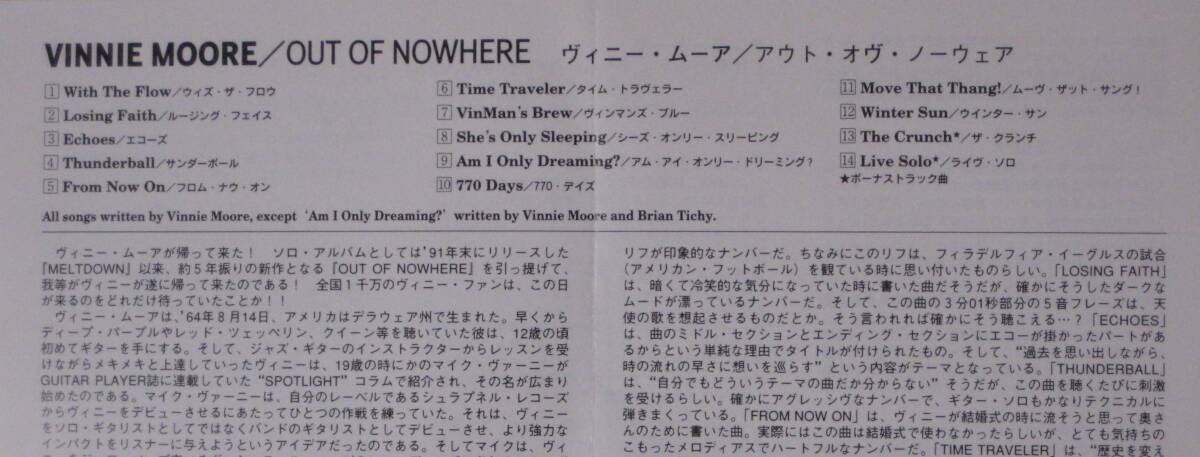 VINNIE MOORE/OUT OF NOWHERE ヴィニー・ムーア/アウト・オヴ・ノーウェア
1 With The Flow/ウィズ・ザ・フロウ
2 Losing Faith/ルージング・フェイス
3 Echoes/エコーズ
4 Thunderball/サンダーボール
5 From Now On/フロム・ナウ・オン
6 Time Traveler/タイム・トラヴェラー
7 VinMan's Brew/ヴィンマンズ・ブルー
8 She's Only Sleeping/シーズ・オンリー・スリーピング
9 Am I Only Dreaming?/アム・アイ・オンリー・ドリーミング?
10 770 Days/770・デイズ
11 Move That Thang!/ムーヴ・ザット・サング!
12 Winter Sun/ウインター・サン
13 The Crunch*/ザ・クランチ
14 Live Solo*/ライヴ・ソロ
★ボーナストラック曲
All songs written by Vinnie Moore, except ‘Am I Only Dreaming?’ written by Vinnie Moore and Brian Tichy.
ヴィニー・ムーアが帰って来た! ソロ・アルバムとしては'91年末にリリースした
「MELTDOWN」以来、約5年振りの新作となる「OUT OF NOWHERE」を引っ提げて、
我等がヴィニーが遂に帰って来たのである! 全国1千万のヴィニー・ファンは、この日
が来るのをどれだけ待っていたことか!!
ヴィニー・ムーアは、'64年8月14日、アメリカはデラウェア州で生まれた。早くから
ディープ・パープルやレッド・ツェッペリン、クイーン等を聴いていた彼は、12歳の頃
初めてギターを手にする。そして、ジャズ・ギターのインストラクターからレッスンを受
けながらメキメキと上達していったヴィニーは、19歳の時にかのマイク・ヴァーニーが
GUITAR PLAYER誌に連載していた“SPOTLIGHT”コラムで紹介され、その名が広まり
始めたのである。マイク・ヴァーニーは、自分のレーベルであるシュラプネル・レコーズ
からヴィニーをデビューさせるにあたってひとつの作戦を練っていた。それは、ヴィニー
をソロ・ギタリストとしてではなくバンドのギタリストとしてデビューさせ、より強力な
インパクトをリスナーに与えようというアイデアだったのである。そしてマイクは、ヴィ
リフが印象的なナンバーだ。ちなみにこのリフは、フィラデルフィア・イーグルスの試合
(アメリカン・フットボール)を観ている時に思い付いたものらしい。「LOSING FAITH」
は、暗くて冷笑的な気分になっていた時に書いた曲だそうだが、確かにそうしたダークな
ムードが漂っているナンバーだ。そして、この曲の3分01秒部分の5音フレーズは、天
使の歌を想起させるものだとか。そう言われれば確かにそう聴こえる…?「ECHOES」
は、曲のミドル・セクションとエンディング・セクションにエコーが掛かったパートがあ
るからという単純な理由でタイトルが付けられたもの。そして、“過去を思い出しながら、
時の流れの早さに想いを巡らす”という内容がテーマとなっている。「THUNDERBALL」
は、“自分でもどういうテーマの曲だか分からない”そうだが、この曲を聴くたびに刺激
を受けるらしい。確かにアグレッシヴなナンバーで、ギター・ソロもかなりテクニカルに
弾きまくっている。「FROM NOW ON」は、ヴィニーが結婚式の時に流そうと思って奥さ
んのために書いた曲。実際にはこの曲は結婚式で使わなかったらしいが、とても気持ちの
こもったメロディアスでハートフルなナンバーだ。「TIME TRAVELER」は、“歴史を変え